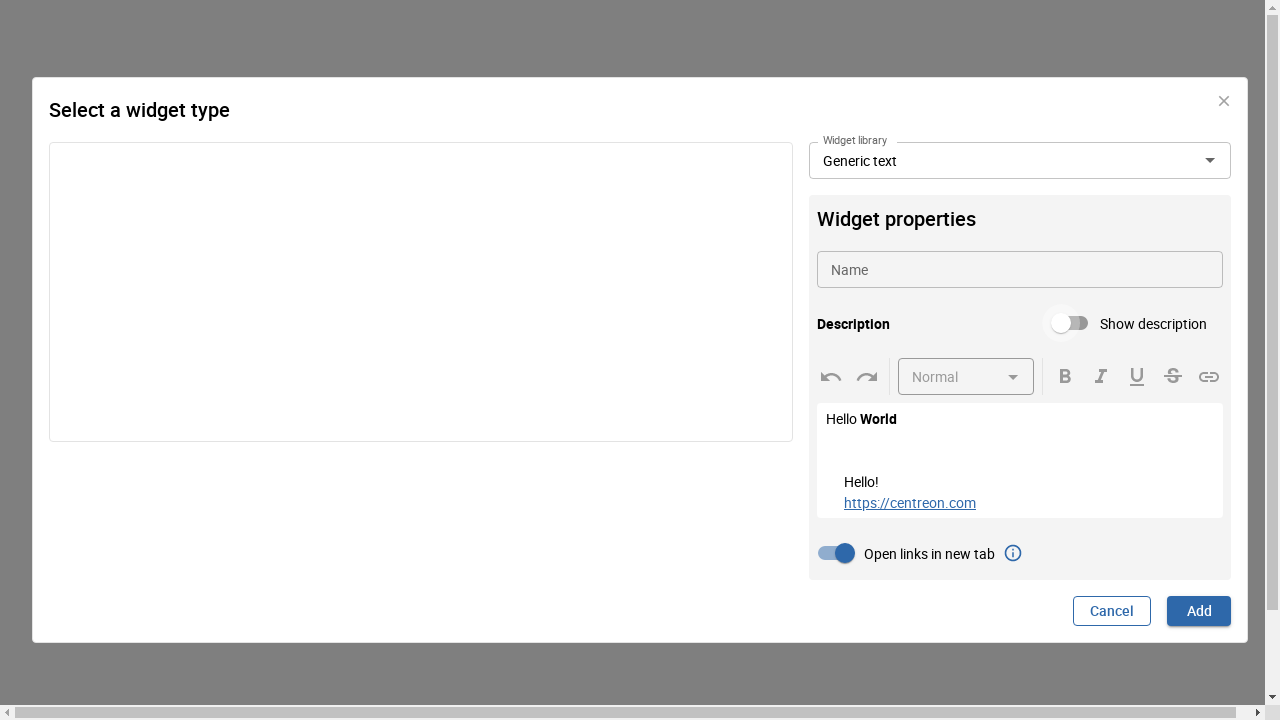 Select a widget type
Widget library
Generic text
Widget properties
Name
Description
Show description
Normal
Hello World
Hello!
https://centreon.com
Open links in new tab
Cancel
Add